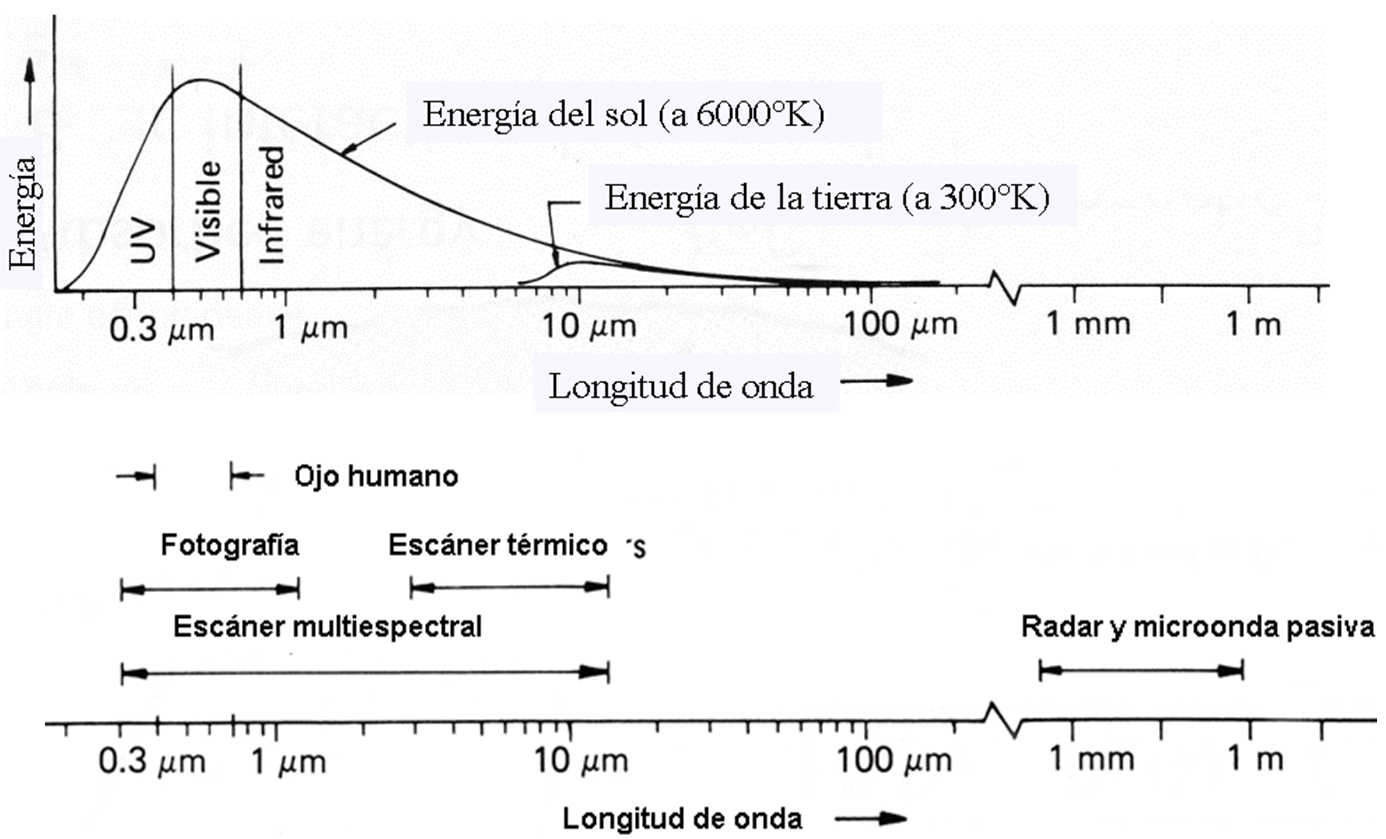 Energía
UV
Visible
Infrared
Energía del sol (a 6000°K)
Energía de la tierra (a 300°K)
0.3 μm 1 μm 10 μm 100 μm 1 mm 1 m
Longitud de onda
Ojo humano
Fotografía Escáner térmico 's
Escáner multiespectral Radar y microonda pasiva
0.3 μm 1 μm 10 μm 100 μm 1 mm 1 m
Longitud de onda